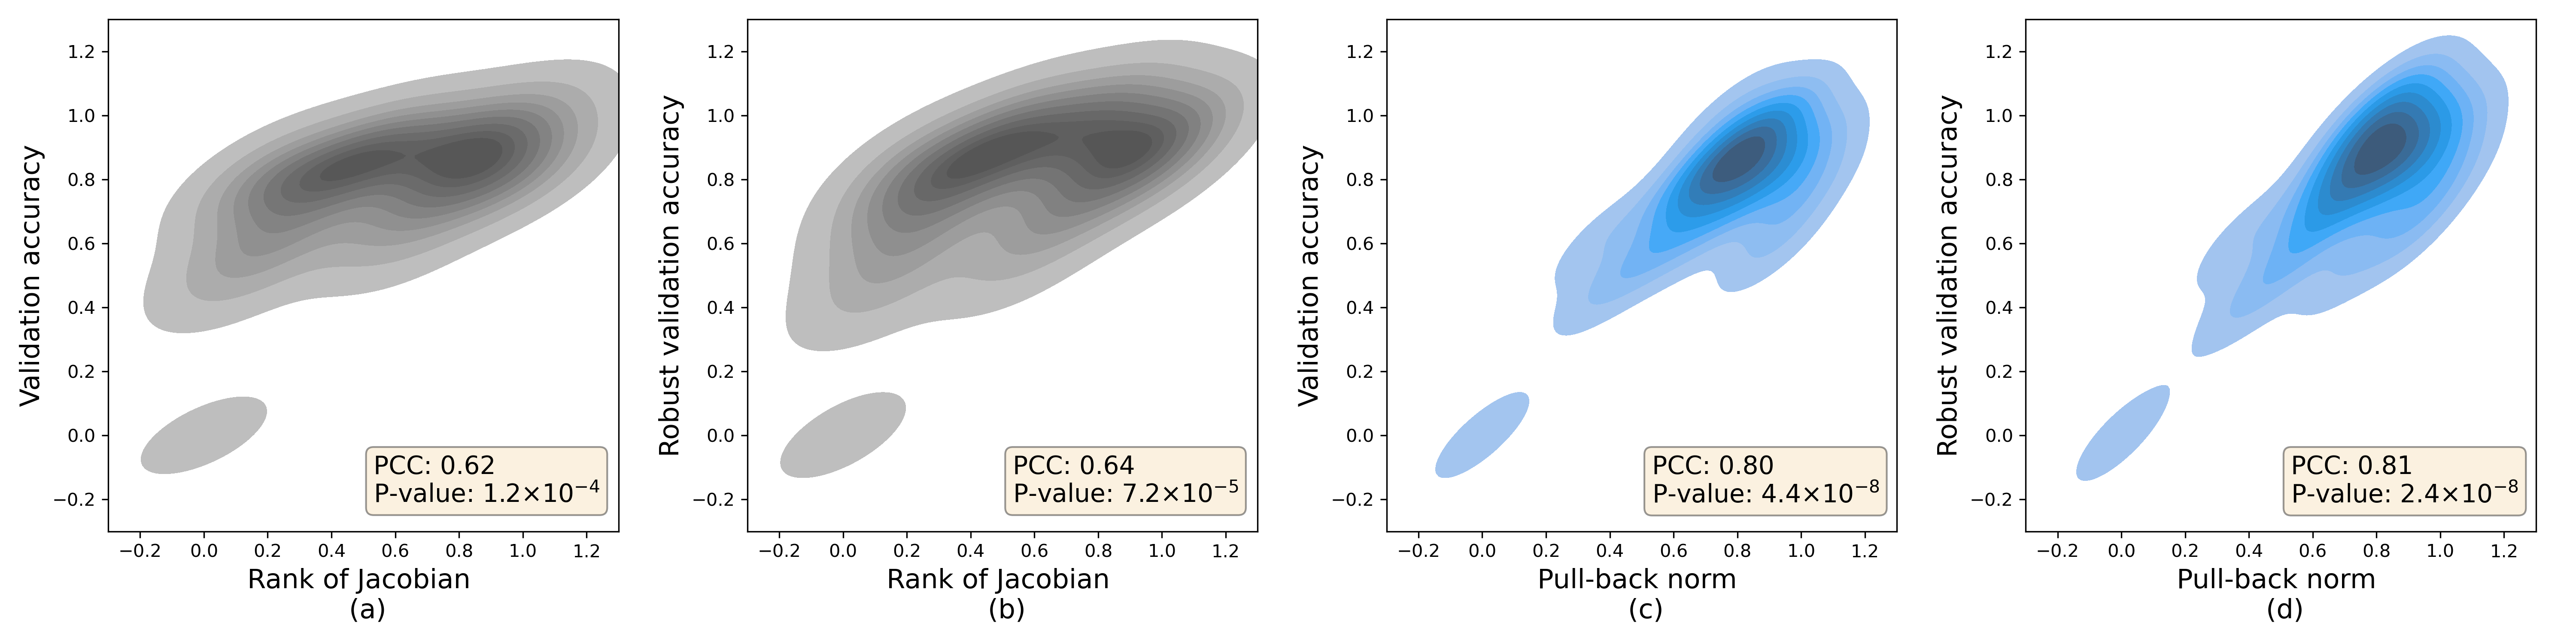 Validation accuracy
1.2
1.0
0.8
0.6
0.4
0.2
0.0
−0.2
PCC: 0.62
P-value: 1.2×10⁻⁴
−0.2 0.0 0.2 0.4 0.6 0.8 1.0 1.2
Rank of Jacobian
(a)
Robust validation accuracy
1.2
1.0
0.8
0.6
0.4
0.2
0.0
−0.2
PCC: 0.64
P-value: 7.2×10⁻⁵
−0.2 0.0 0.2 0.4 0.6 0.8 1.0 1.2
Rank of Jacobian
(b)
Validation accuracy
1.2
1.0
0.8
0.6
0.4
0.2
0.0
−0.2
PCC: 0.80
P-value: 4.4×10⁻⁸
−0.2 0.0 0.2 0.4 0.6 0.8 1.0 1.2
Pull-back norm
(c)
Robust validation accuracy
1.2
1.0
0.8
0.6
0.4
0.2
0.0
−0.2
PCC: 0.81
P-value: 2.4×10⁻⁸
−0.2 0.0 0.2 0.4 0.6 0.8 1.0 1.2
Pull-back norm
(d)